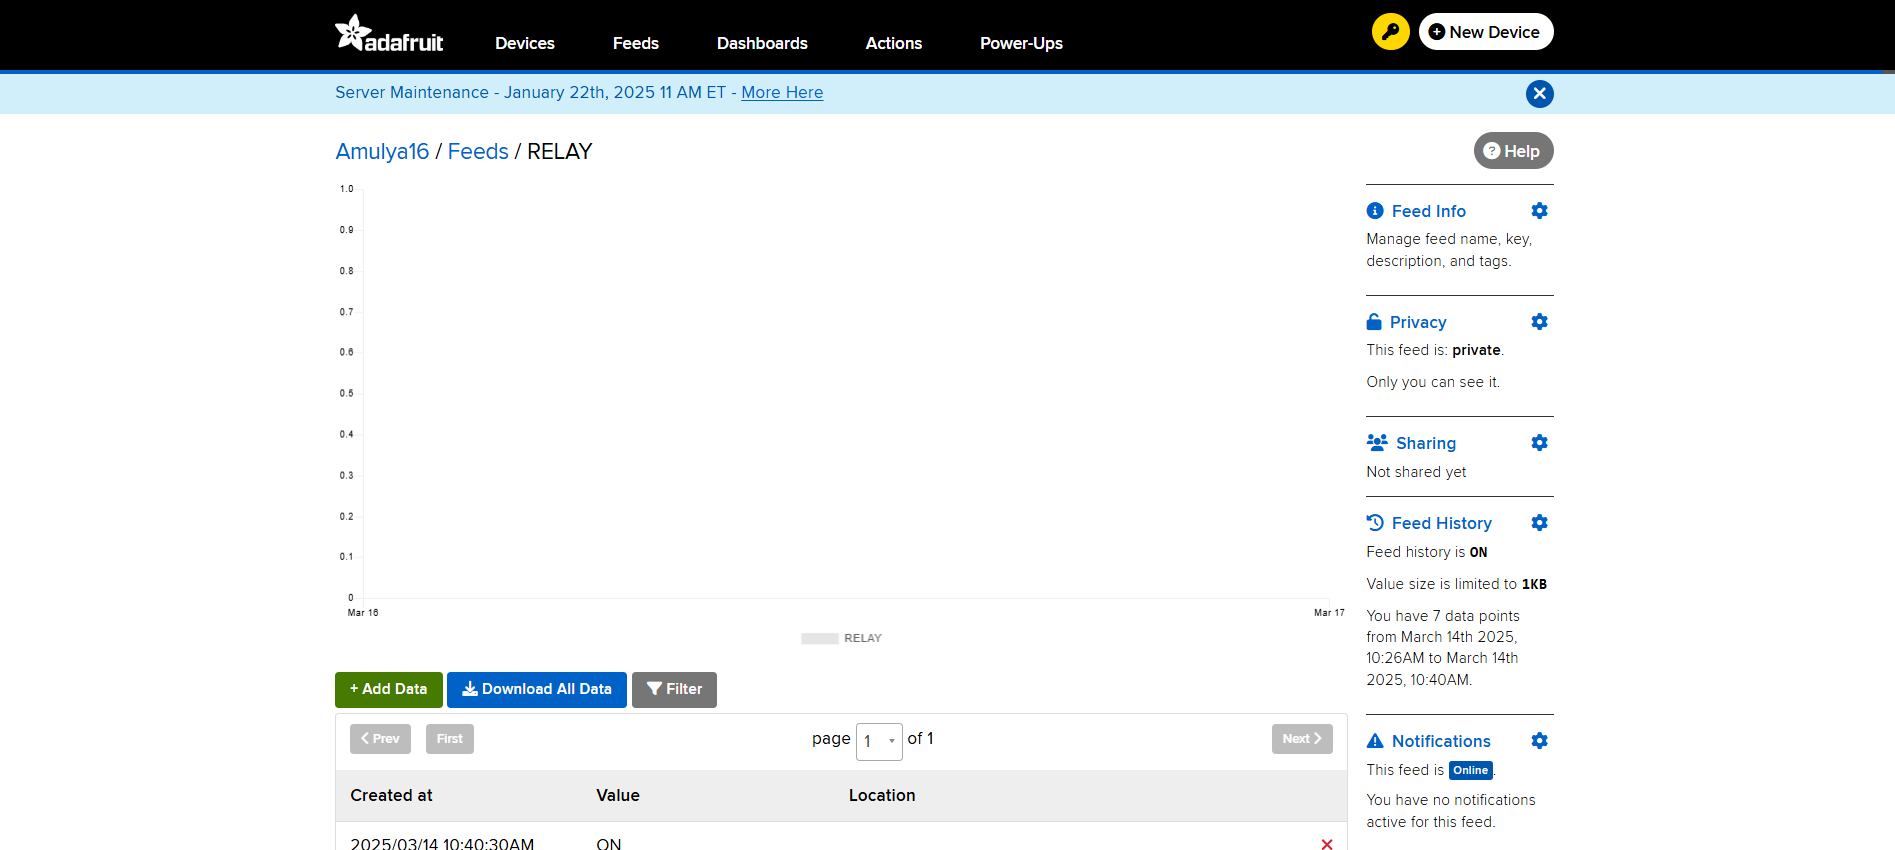 adafruit
Devices
Feeds
Dashboards
Actions
Power-Ups
New Device
Server Maintenance - January 22th, 2025 11 AM ET - More Here
Amulya16 / Feeds / RELAY
Help
1.0
0.9
0.8
0.7
0.6
0.5
0.4
0.3
0.2
0.1
0
Mar 16
Mar 17
RELAY
+ Add Data
Download All Data
Filter
Prev
First
page 1 of 1
Next
Created at
Value
Location
2025/03/14 10:40:30AM
ON
Feed Info
Manage feed name, key,
description, and tags.
Privacy
This feed is: private.
Only you can see it.
Sharing
Not shared yet
Feed History
Feed history is ON
Value size is limited to 1KB
You have 7 data points
from March 14th 2025,
10:26AM to March 14th
2025, 10:40AM.
Notifications
This feed is Online.
You have no notifications
active for this feed.